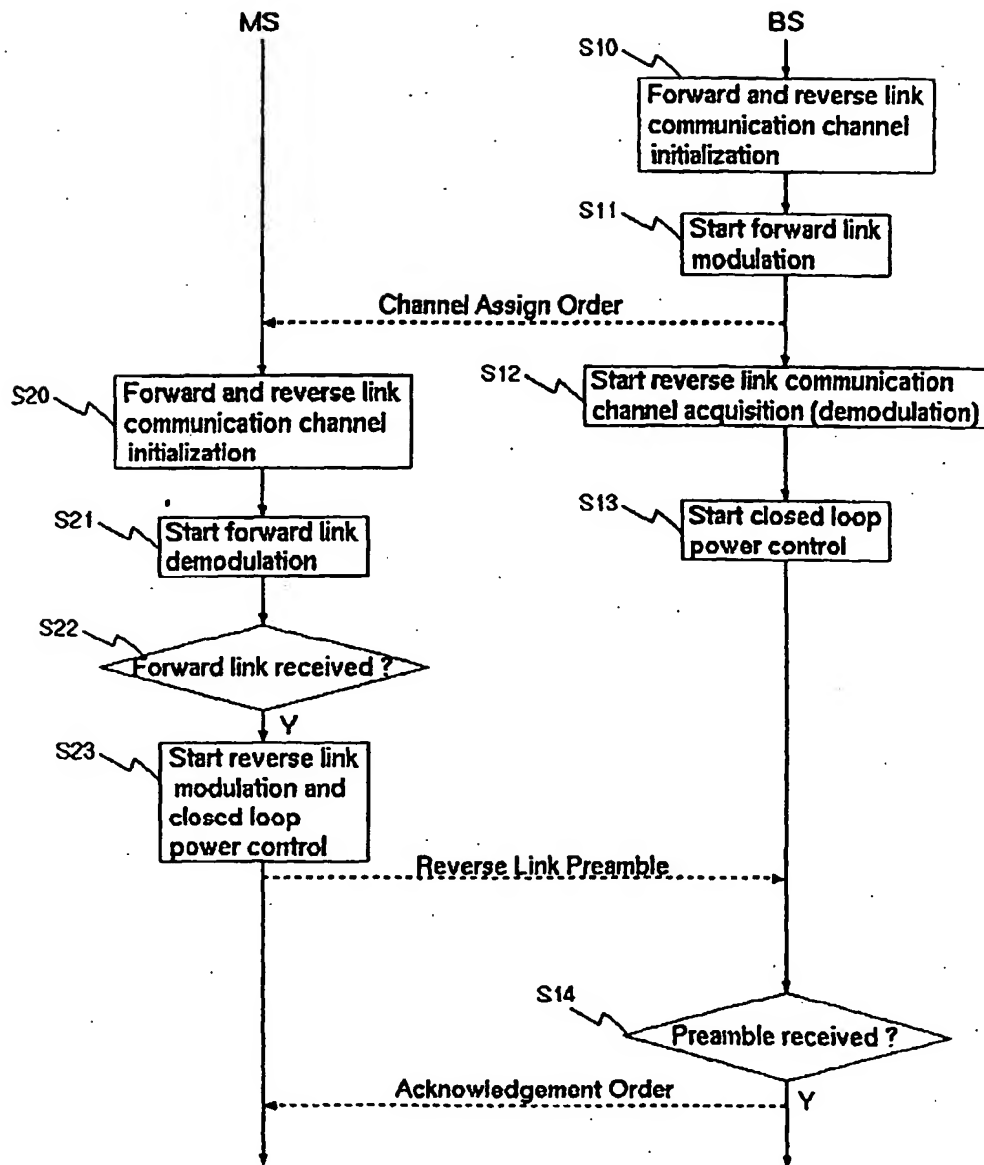 MS
BS
S10
Forward and reverse link
communication channel
initialization
S11
Start forward link
modulation
Channel Assign Order
S12
Start reverse link communication
channel acquisition (demodulation)
S20
Forward and reverse link
communication channel
initialization
S13
Start closed loop
power control
S21
Start forward link
demodulation
S22
Forward link received ?
Y
S23
Start reverse link
modulation and
closed loop
power control
Reverse Link Preamble
S14
Preamble received ?
Acknowledgement Order
Y